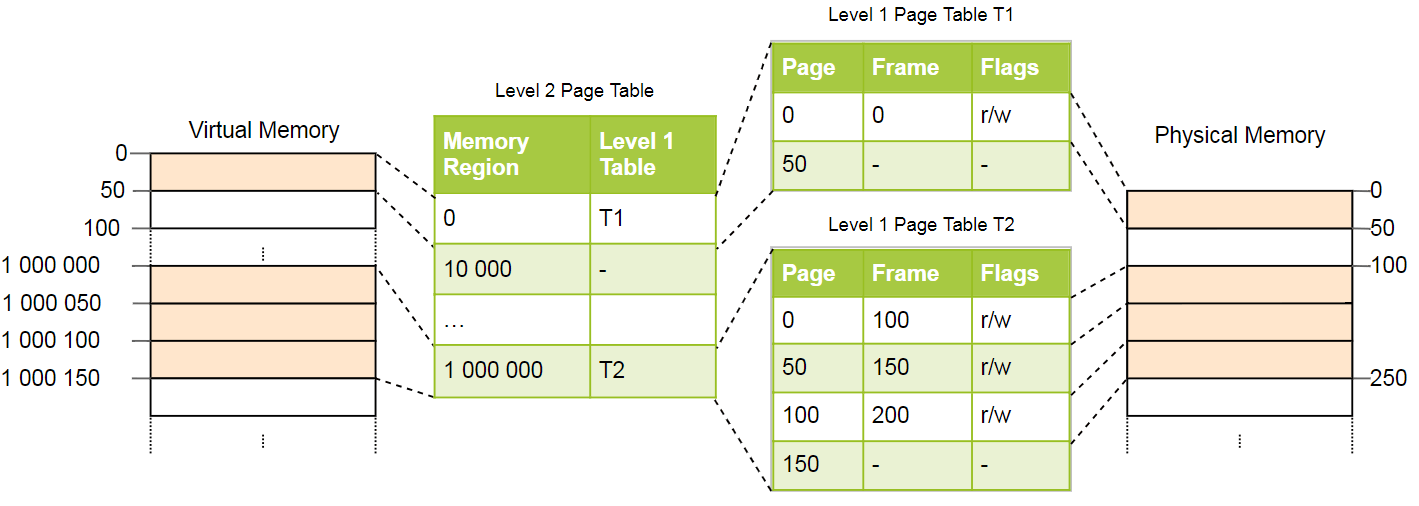 Level 1 Page Table T1
Level 2 Page Table
Virtual Memory
0
50
100
⋮
1 000 000
1 000 050
1 000 100
1 000 150
⋮
Memory Region Level 1 Table
0 T1
10 000 -
...
1 000 000 T2
Page Frame Flags
0 0 r/w
50 - -
Level 1 Page Table T2
Page Frame Flags
0 100 r/w
50 150 r/w
100 200 r/w
150 - -
Physical Memory
0
50
100
250
⋮